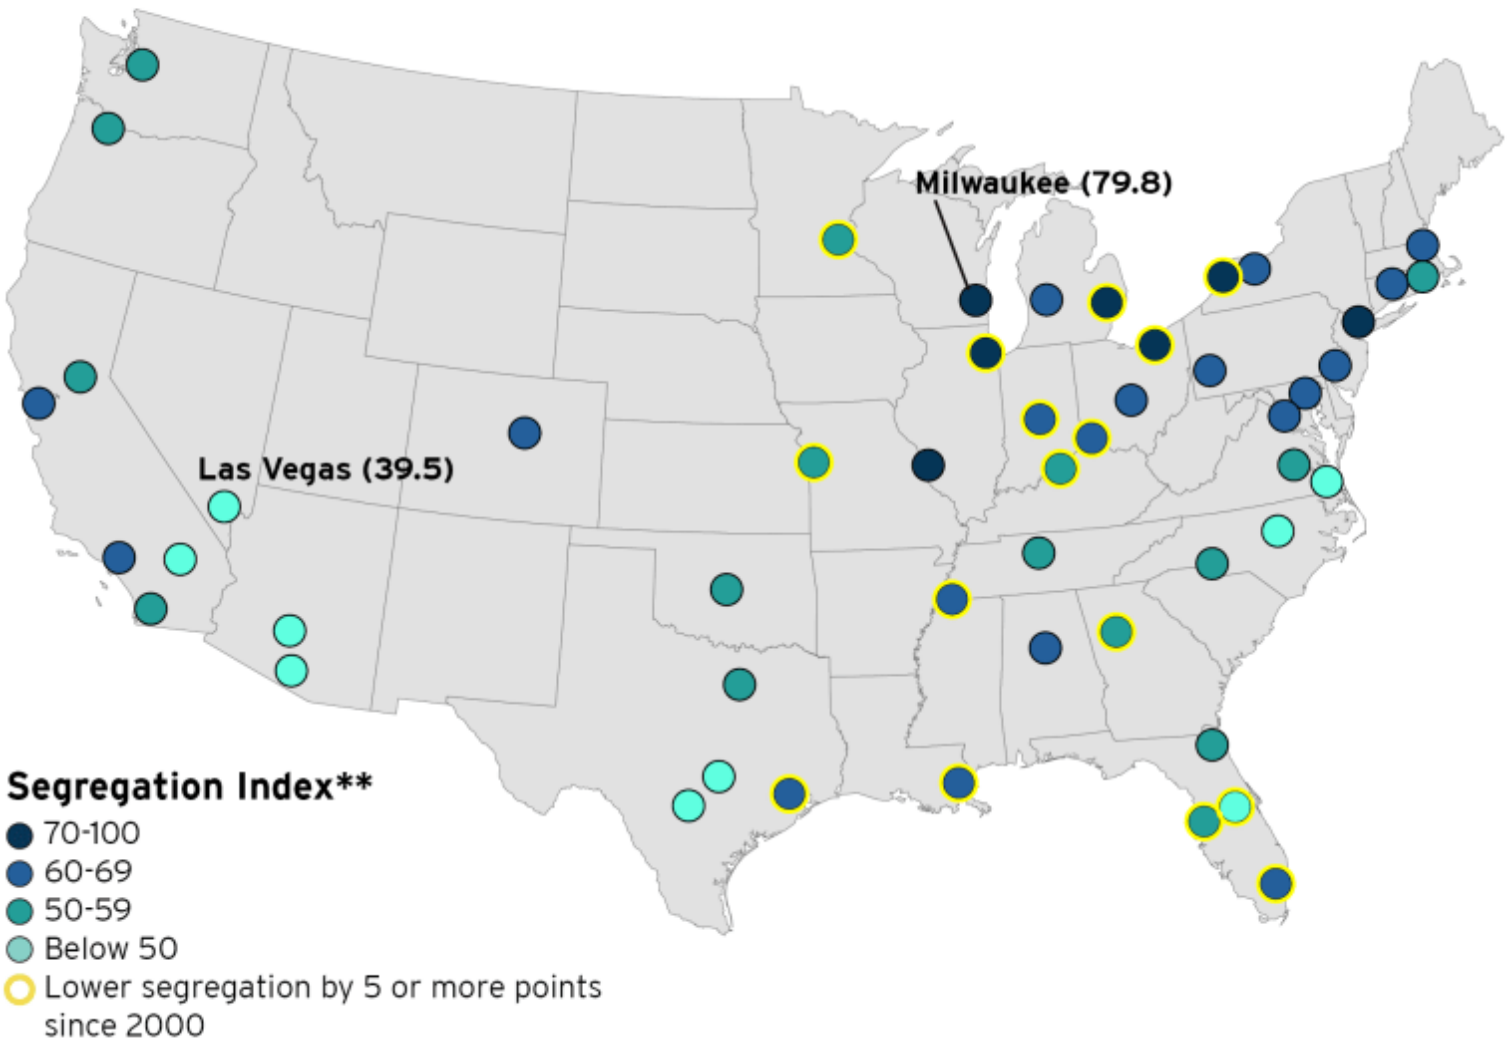 Milwaukee (79.8)
Las Vegas (39.5)
Segregation Index**
70-100
60-69
50-59
Below 50
Lower segregation by 5 or more points
since 2000